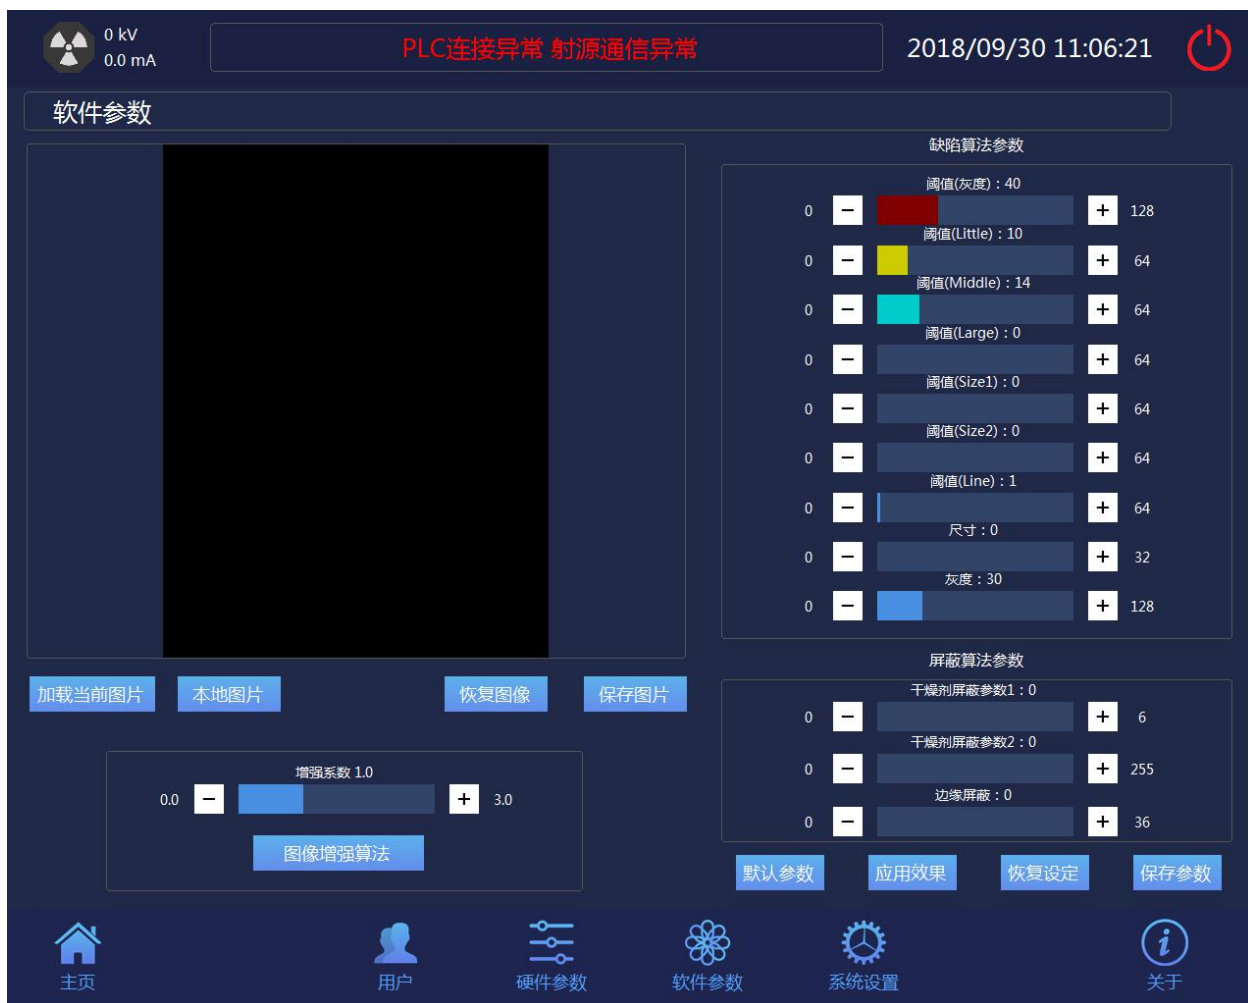 0 kV
0.0 mA
PLC连接异常 射源通信异常
2018/09/30 11:06:21
软件参数
缺陷算法参数
阈值(灰度)：40
0 − + 128
阈值(Little)：10
0 − + 64
阈值(Middle)：14
0 − + 64
阈值(Large)：0
0 − + 64
阈值(Size1)：0
0 − + 64
阈值(Size2)：0
0 − + 64
阈值(Line)：1
0 − + 64
尺寸：0
0 − + 32
灰度：30
0 − + 128
加载当前图片 本地图片 恢复图像 保存图片
增强系数 1.0
0.0 − + 3.0
图像增强算法
屏蔽算法参数
干燥剂屏蔽参数1：0
0 − + 6
干燥剂屏蔽参数2：0
0 − + 255
边缘屏蔽：0
0 − + 36
默认参数 应用效果 恢复设定 保存参数
主页 用户 硬件参数 软件参数 系统设置 关于